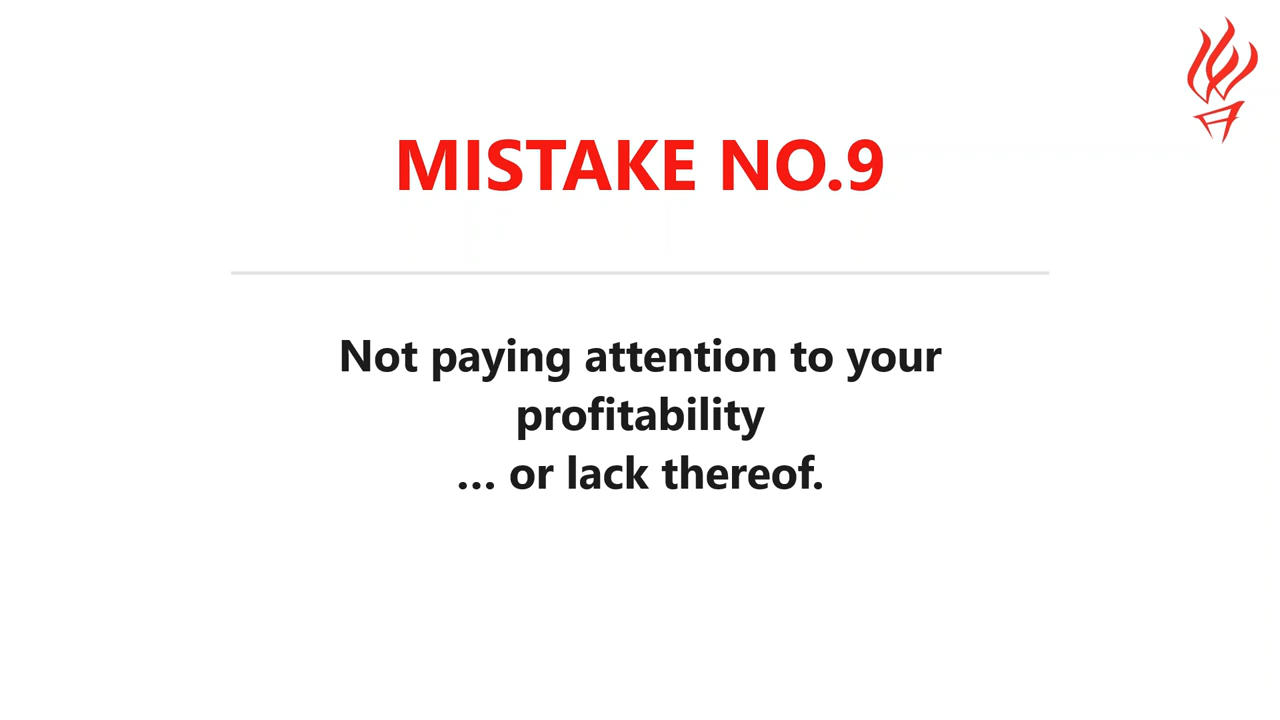 MISTAKE NO.9
Not paying attention to your
profitability
... or lack thereof.